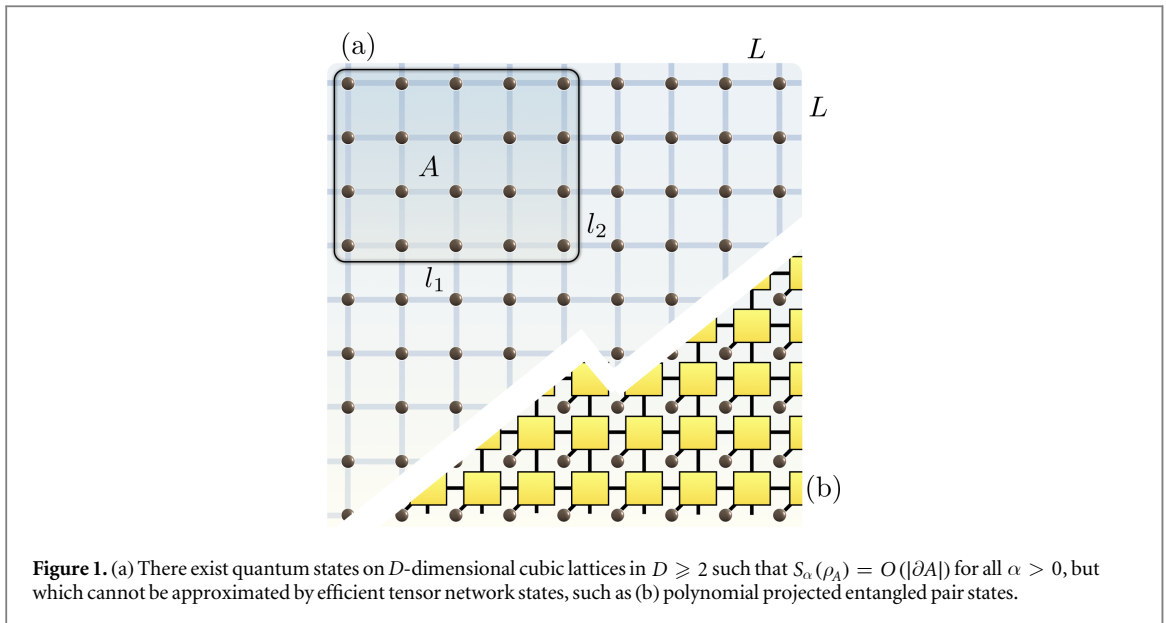 (a)
L
L
A
l₂
l₁
(b)
Figure 1. (a) There exist quantum states on D-dimensional cubic lattices in D ⩾ 2 such that Sα(ρA) = O(|∂A|) for all α > 0, but
which cannot be approximated by efficient tensor network states, such as (b) polynomial projected entangled pair states.